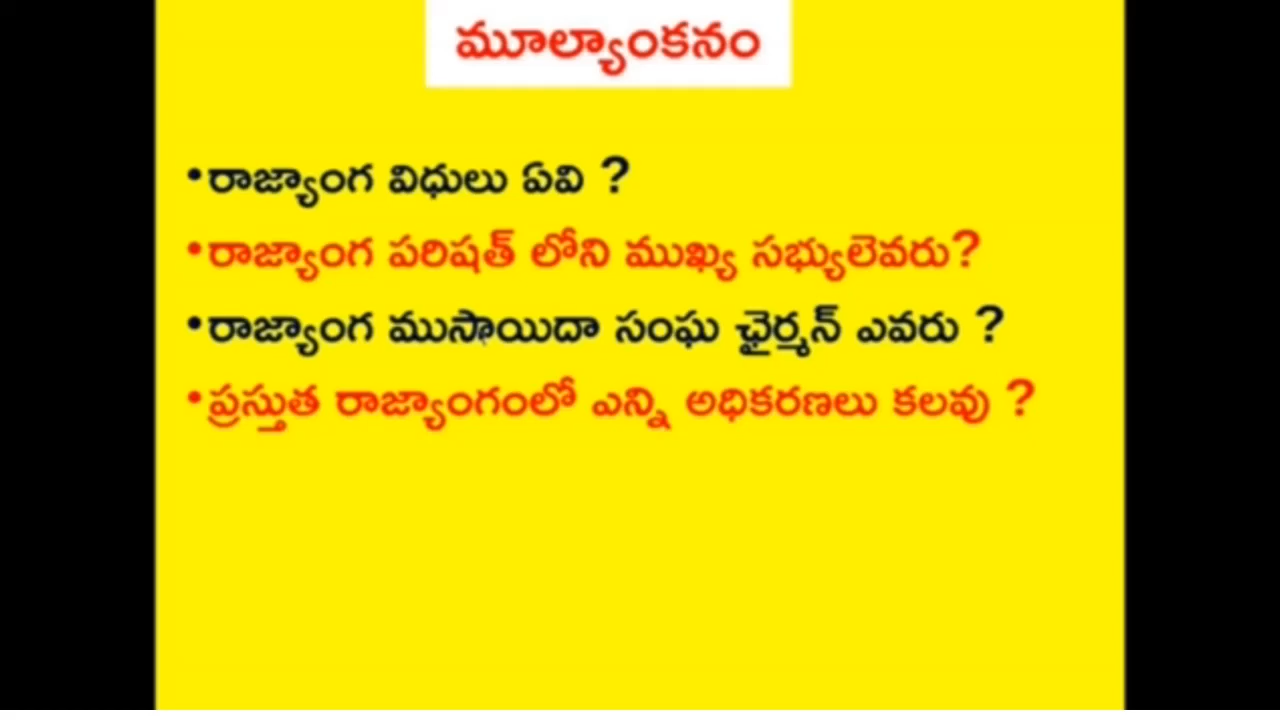 మూల్యాంకనం
•రాజ్యాంగ విధులు ఏవి ?
•రాజ్యాంగ పరిషత్ లోని ముఖ్య సభ్యులెవరు?
•రాజ్యాంగ ముసాయిదా సంఘ ఛైర్మన్ ఎవరు ?
•ప్రస్తుత రాజ్యాంగంలో ఎన్ని అధికరణలు కలవు ?